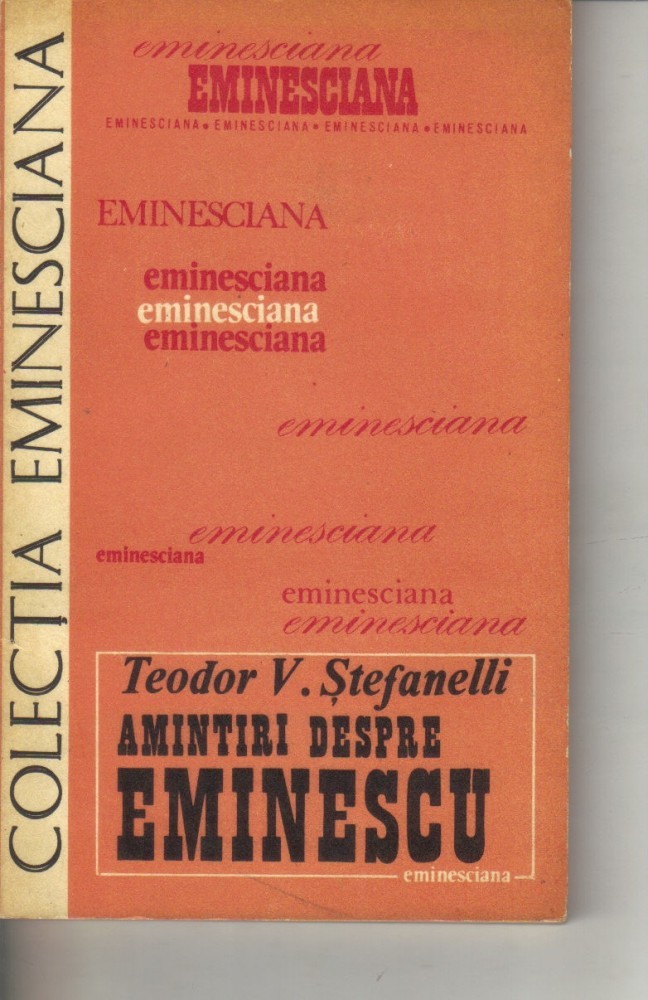 COLECȚIA EMINESCIANA
eminesciana
EMINESCIANA
EMINESCIANA • EMINESCIANA • EMINESCIANA • EMINESCIANA
EMINESCIANA
eminesciana
eminesciana
eminesciana
eminesciana
eminesciana
eminesciana
eminesciana
eminesciana
Teodor V. Ștefanelli
AMINTIRI DESPRE
EMINESCU
eminesciana